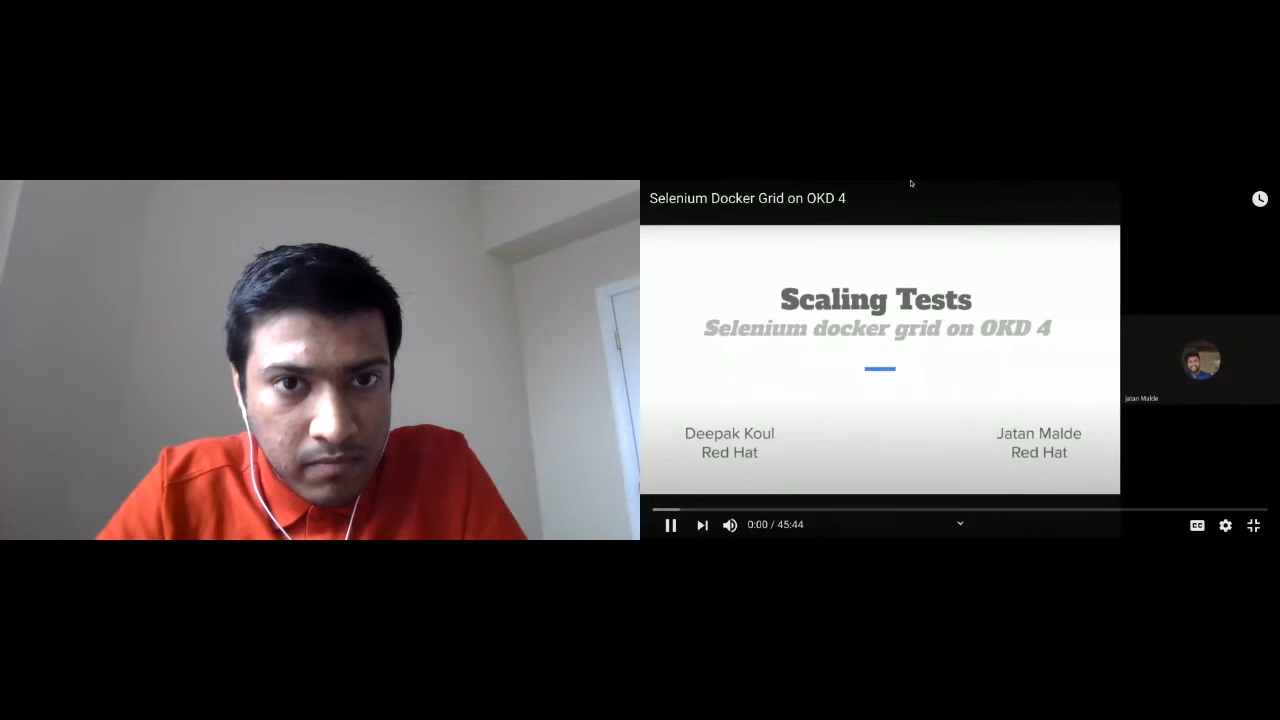 Selenium Docker Grid on OKD 4
Scaling Tests
Selenium docker grid on OKD 4
Deepak Koul
Red Hat
Jatan Malde
Red Hat
Jatan Malde
0:00 / 45:44
CC